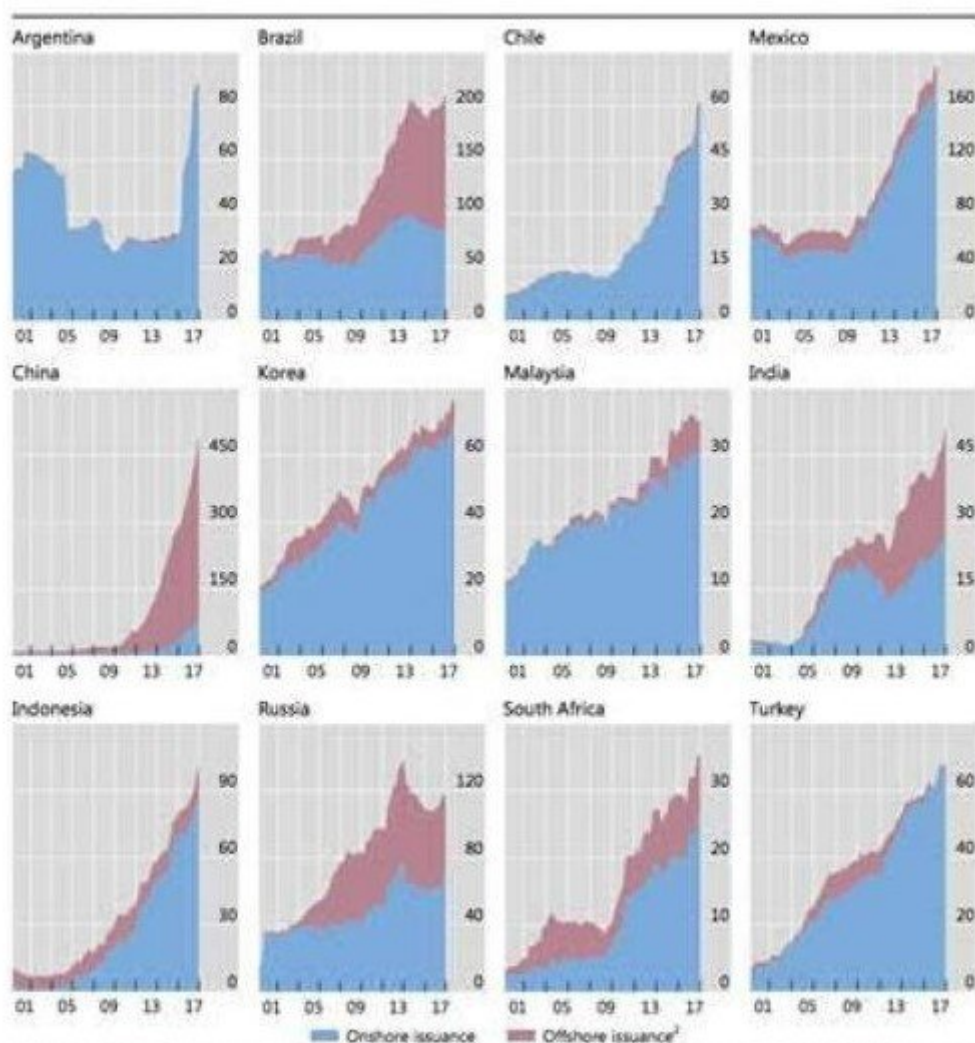 Argentina Brazil Chile Mexico
80 200 60 160
60 150 45 120
40 100 30 80
20 50 15 40
0 0 0 0
01 05 09 13 17 01 05 09 13 17 01 05 09 13 17 01 05 09 13 17
China Korea Malaysia India
450 60 30 45
300 40 20 30
150 20 10 15
0 0 0 0
01 05 09 13 17 01 05 09 13 17 01 05 09 13 17 01 05 09 13 17
Indonesia Russia South Africa Turkey
90 120 30 60
60 80 20 40
30 40 10 20
0 0 0 0
01 05 09 13 17 01 05 09 13 17 01 05 09 13 17 01 05 09 13 17
Onshore issuance Offshore issuance²